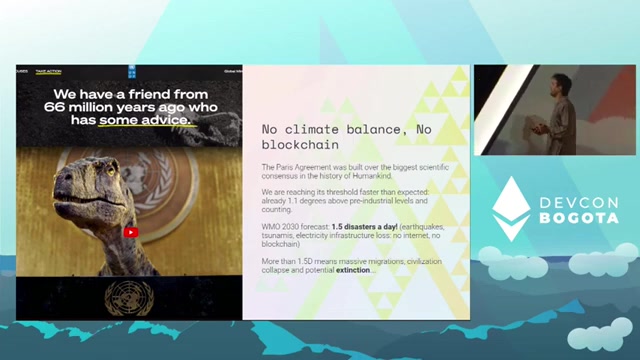 TAKE ACTION
We have a friend from
66 million years ago who
has some advice.
No climate balance, No
blockchain
The Paris Agreement was built over the biggest scientific
consensus in the history of Humankind.
We are reaching its threshold faster than expected:
already 1.1 degrees above pre-industrial levels and
counting.
WMO 2030 forecast: 1.5 disasters a day! (earthquakes,
tsunamis, electricity infrastructure loss: no internet, no
blockchain)
More than 1.5D means massive migrations, civilization
collapse and potential extinction...
DEVCON
BOGOTA